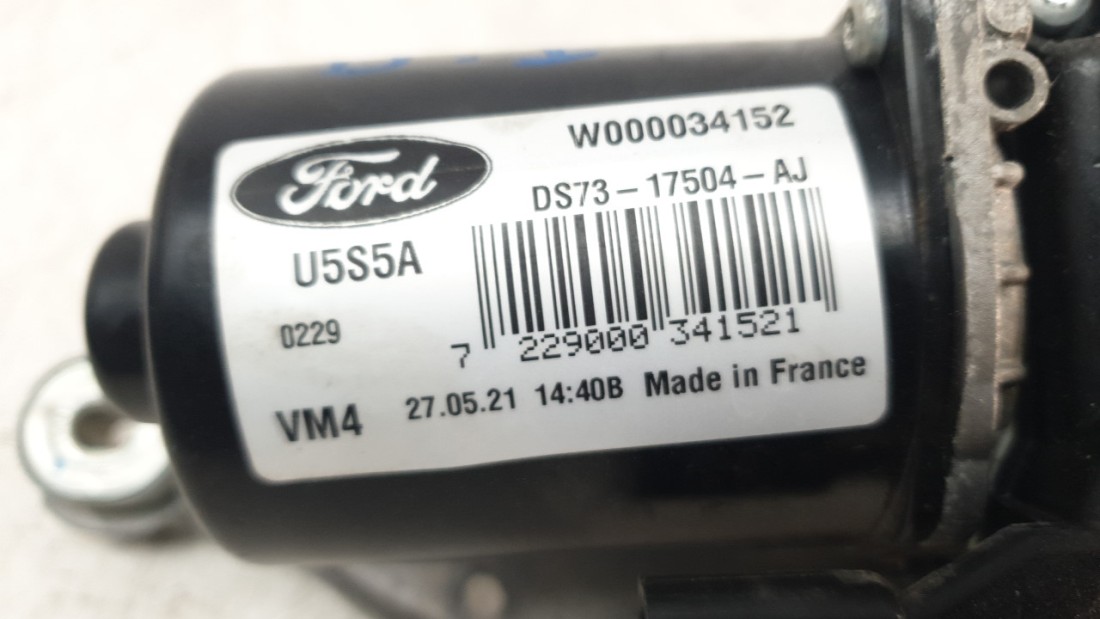 W000034152
Ford
DS73-17504-AJ
U5S5A
0229
7 229000 341521
VM4
27.05.21 14:40B Made in France